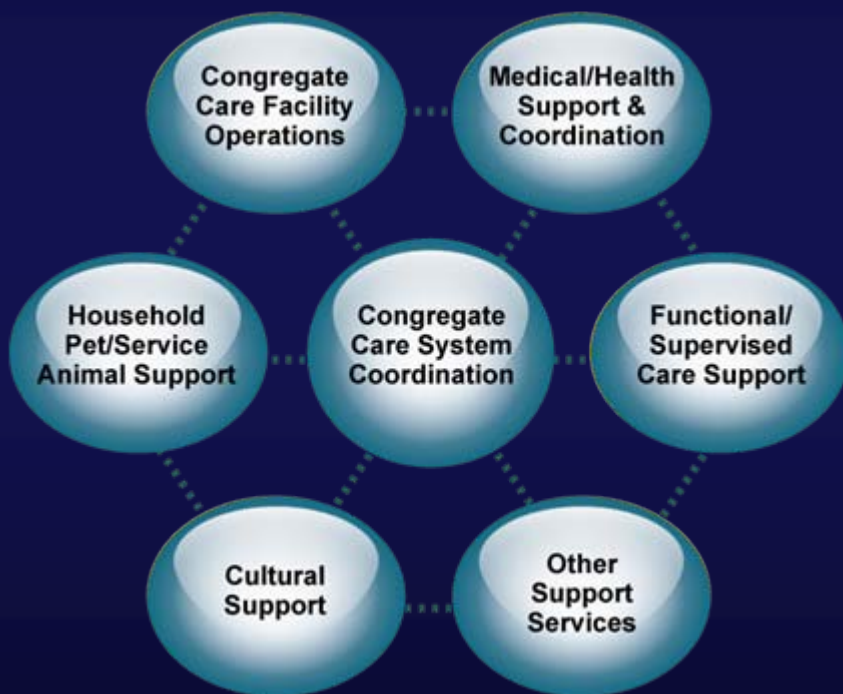 Congregate
Care Facility
Operations
Medical/Health
Support &
Coordination
Household
Pet/Service
Animal Support
Congregate
Care System
Coordination
Functional/
Supervised
Care Support
Cultural
Support
Other
Support
Services